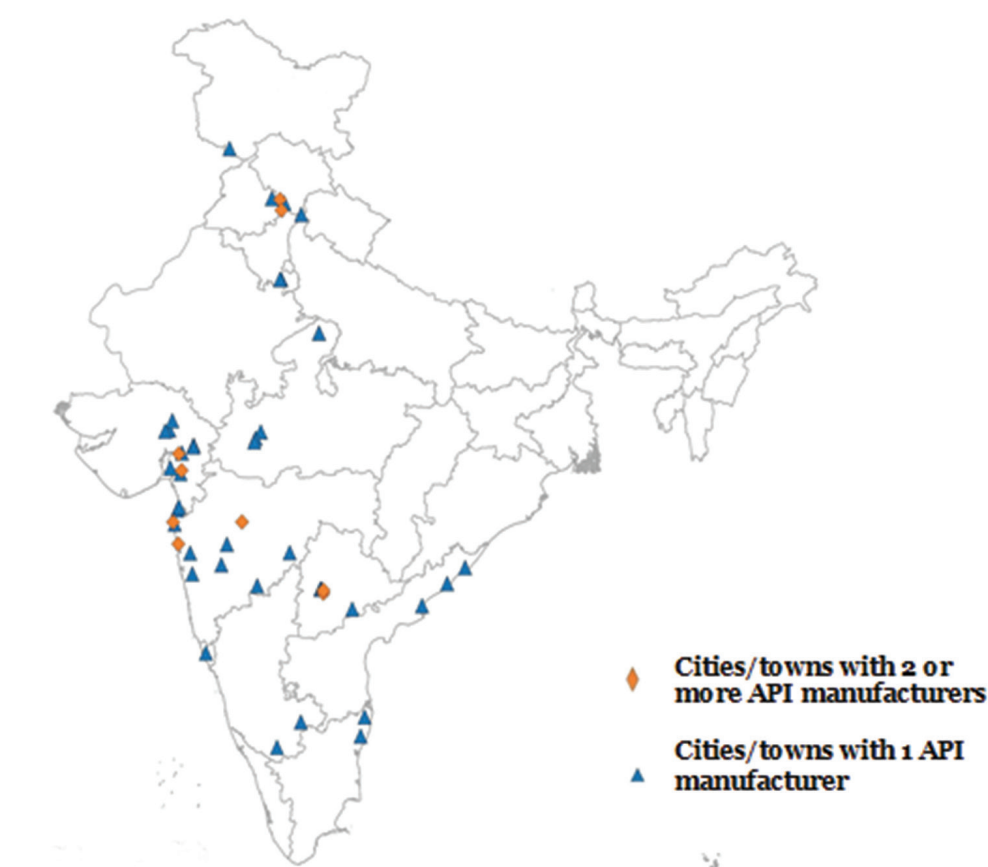 Cities/towns with 2 or
more API manufacturers
Cities/towns with 1 API
manufacturer